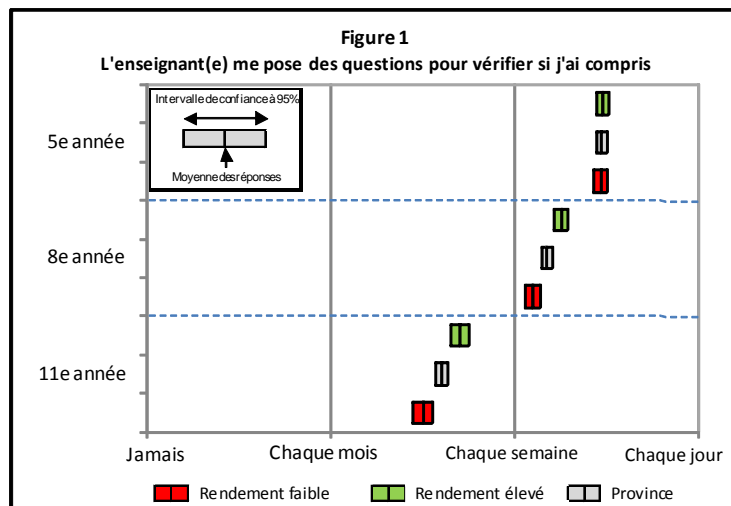 Figure 1
L'enseignant(e) me pose des questions pour vérifier si j'ai compris
Intervalle de confiance à 95%
Moyenne des réponses
5e année
8e année
11e année
Jamais
Chaque mois
Chaque semaine
Chaque jour
Rendement faible
Rendement élevé
Province